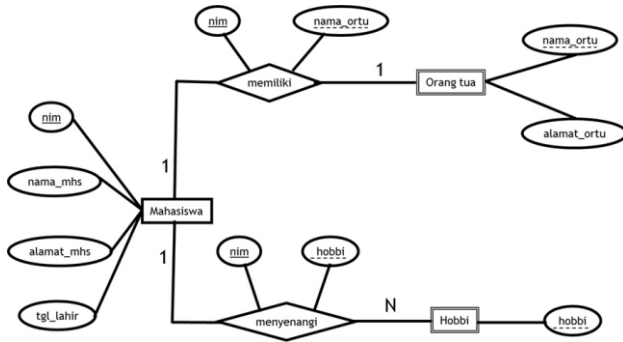 nim
nama_ortu
nama_ortu
memiliki
1
Orang tua
nim
alamat_ortu
1
nama_mhs
Mahasiswa
1
alamat_mhs
nim
hobbi
tgl_lahir
menyenangi
N
Hobbi
hobbi